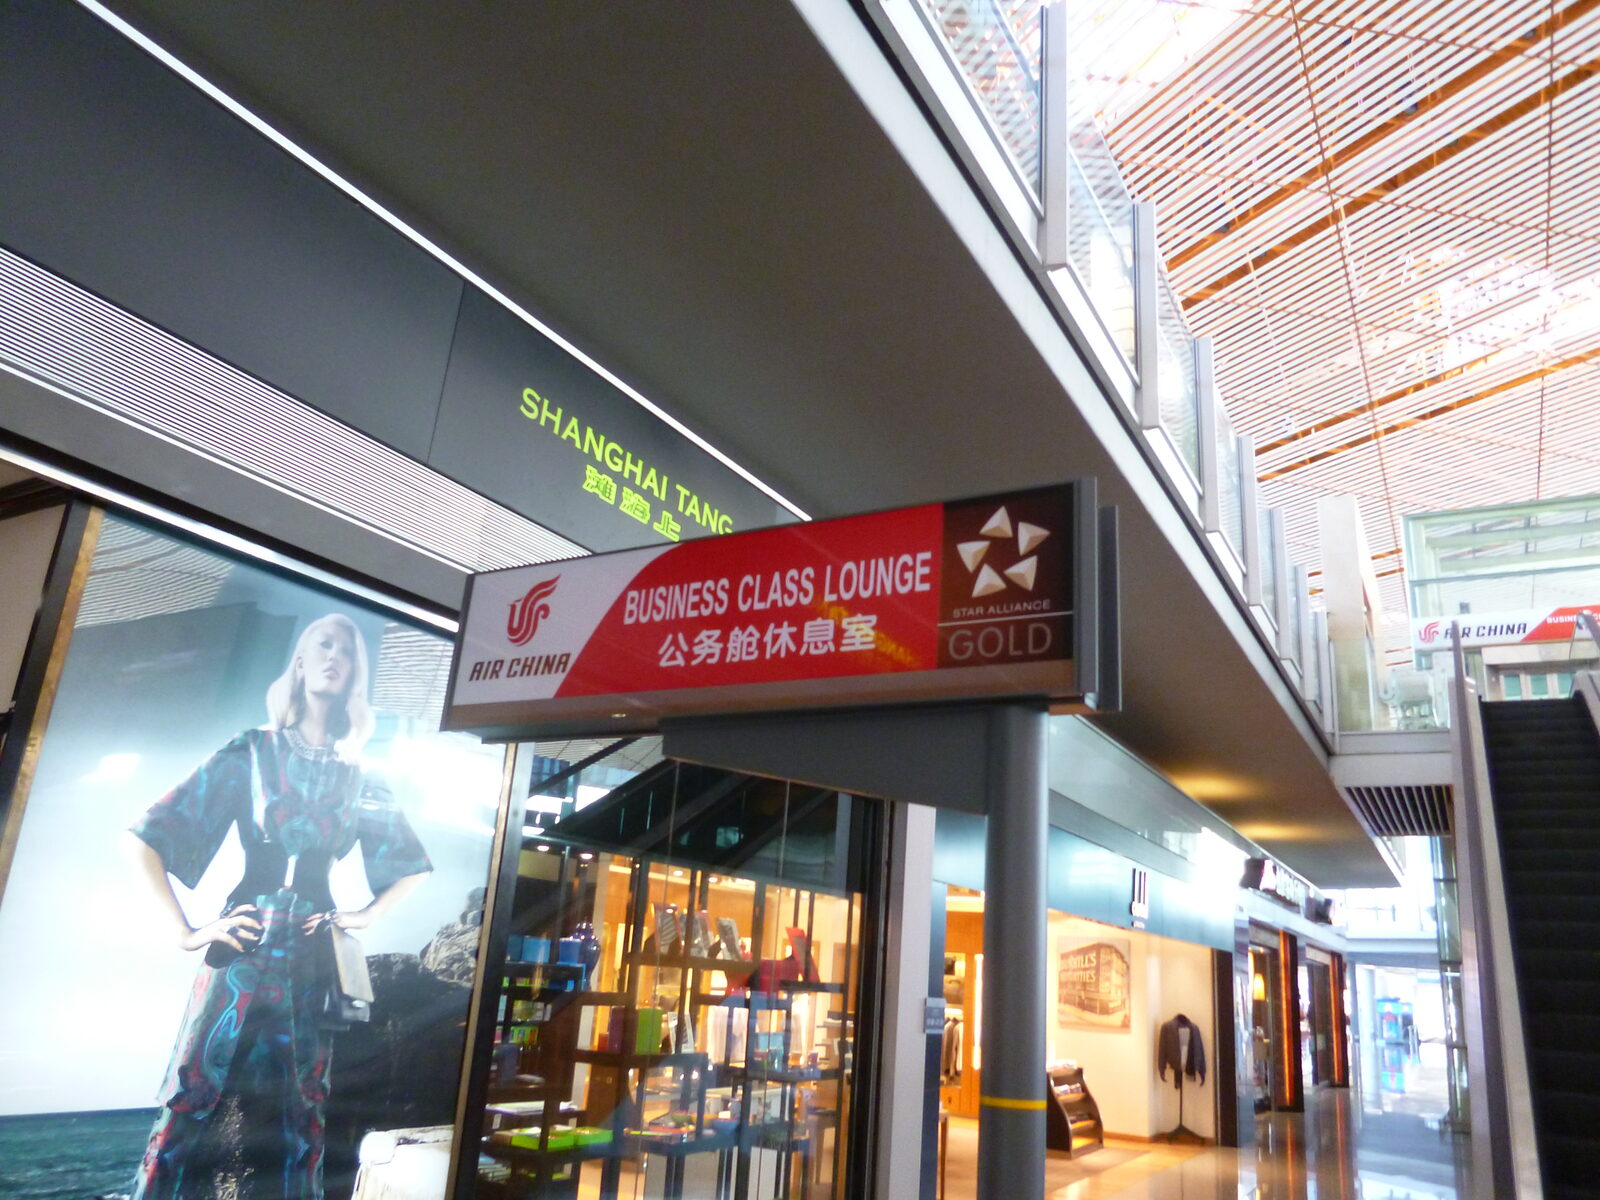 SHANGHAI TANG
灘海上
AIR CHINA
BUSINESS CLASS LOUNGE
公务舱休息室
STAR ALLIANCE
GOLD
AIR CHINA